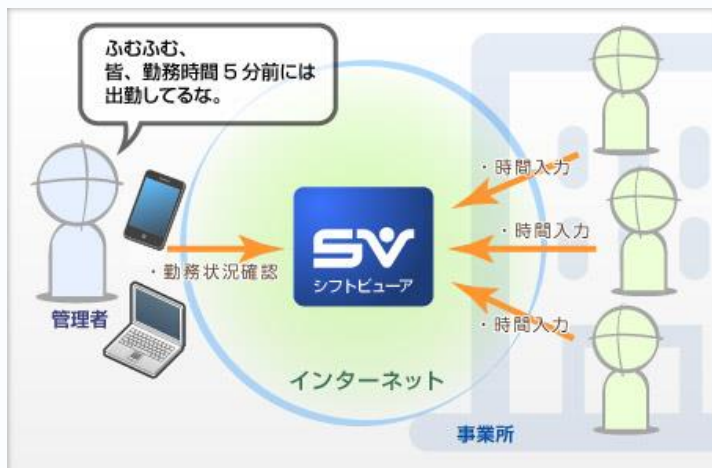 ふむふむ、
皆、勤務時間５分前には
出勤してるな。
・時間入力
・時間入力
SV
シフトビューア
・勤務状況確認
管理者
・時間入力
インターネット
事業所